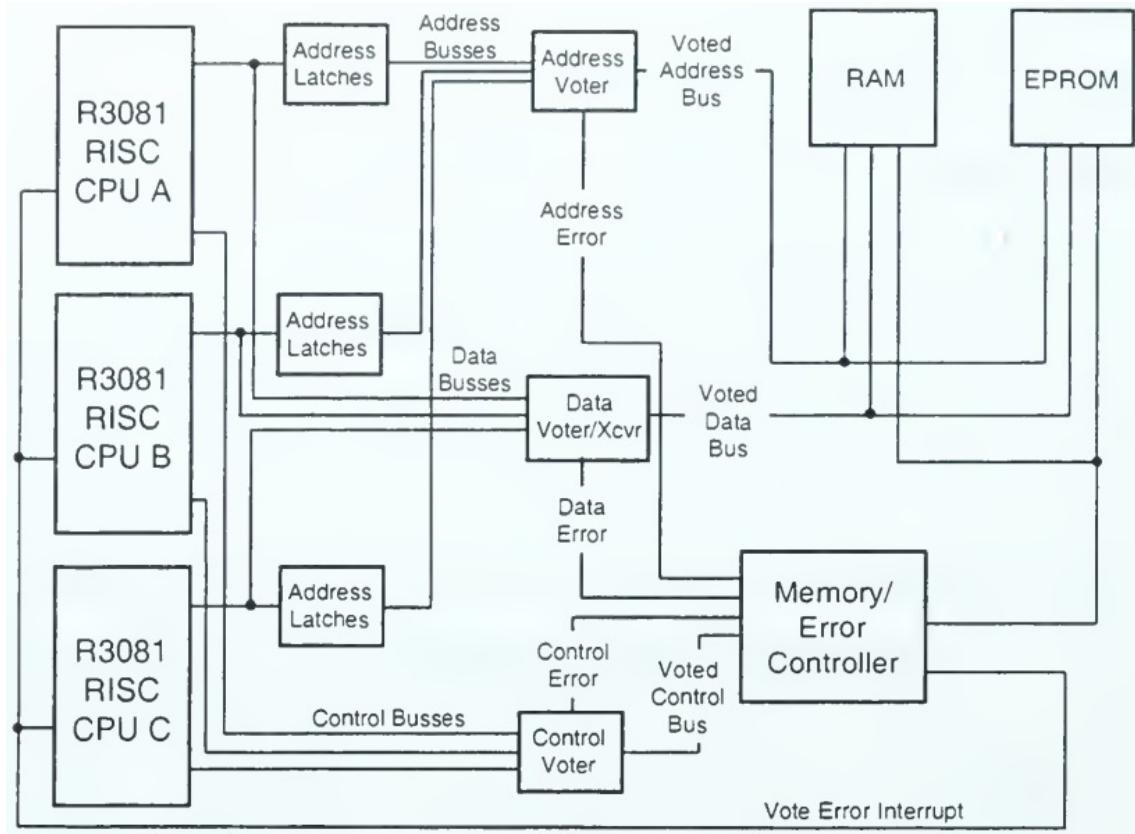 R3081
RISC
CPU A
Address
Latches
Address
Busses
Address
Voter
Voted
Address
Bus
RAM
EPROM
Address
Error
R3081
RISC
CPU B
Address
Latches
Data
Busses
Data
Voter/Xcvr
Voted
Data
Bus
Data
Error
R3081
RISC
CPU C
Address
Latches
Memory/
Error
Controller
Control
Error
Voted
Control
Bus
Control Busses
Control
Voter
Vote Error Interrupt